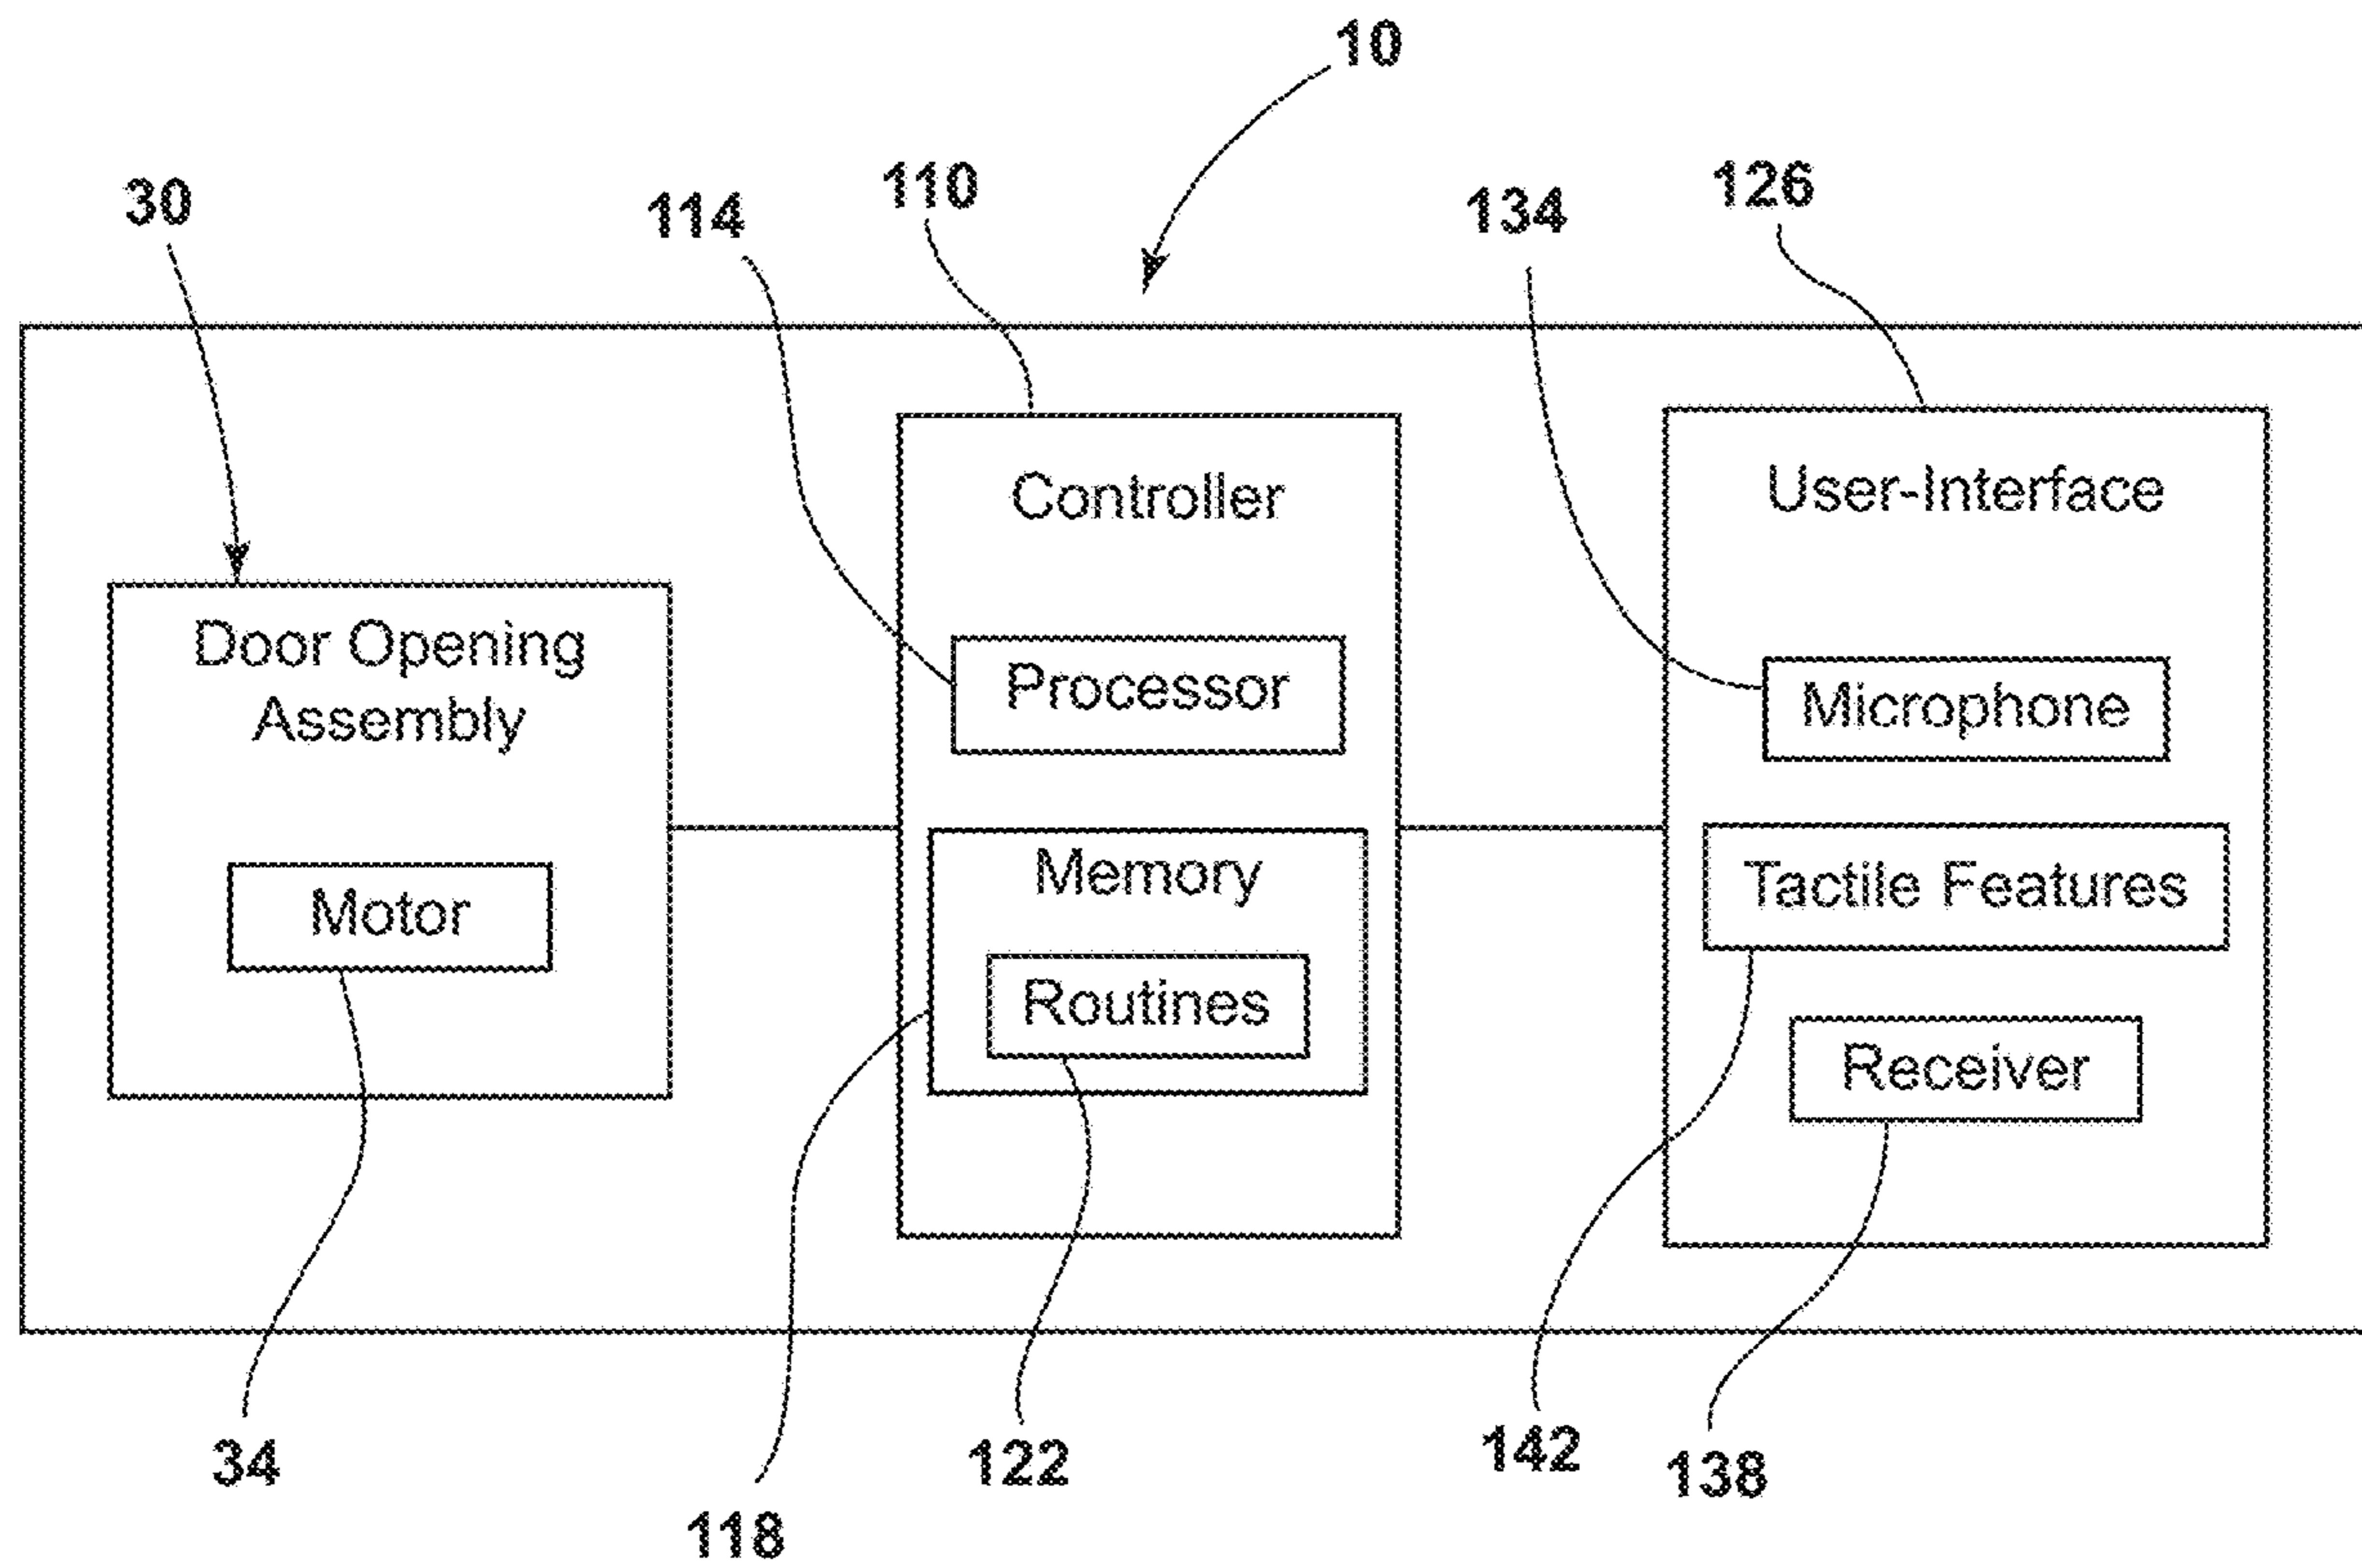 10
30
114
110
134
126
Controller
User-Interface
Door Opening
Assembly
Processor
Microphone
Motor
Memory
Tactile Features
Routines
Receiver
34
118
122
142
138